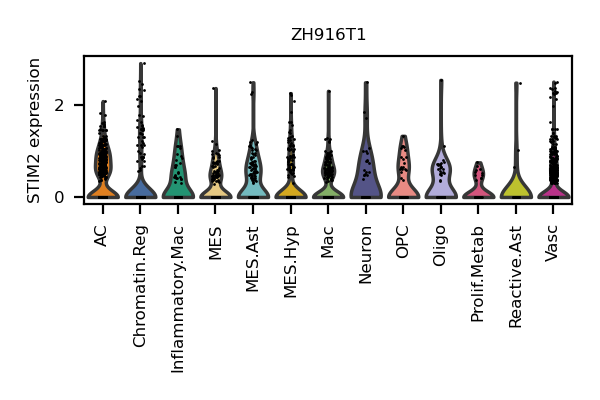 ZH916T1
STIM2 expression
2
0
AC
Chromatin.Reg
Inflammatory.Mac
MES
MES.Ast
MES.Hyp
Mac
Neuron
OPC
Oligo
Prolif.Metab
Reactive.Ast
Vasc